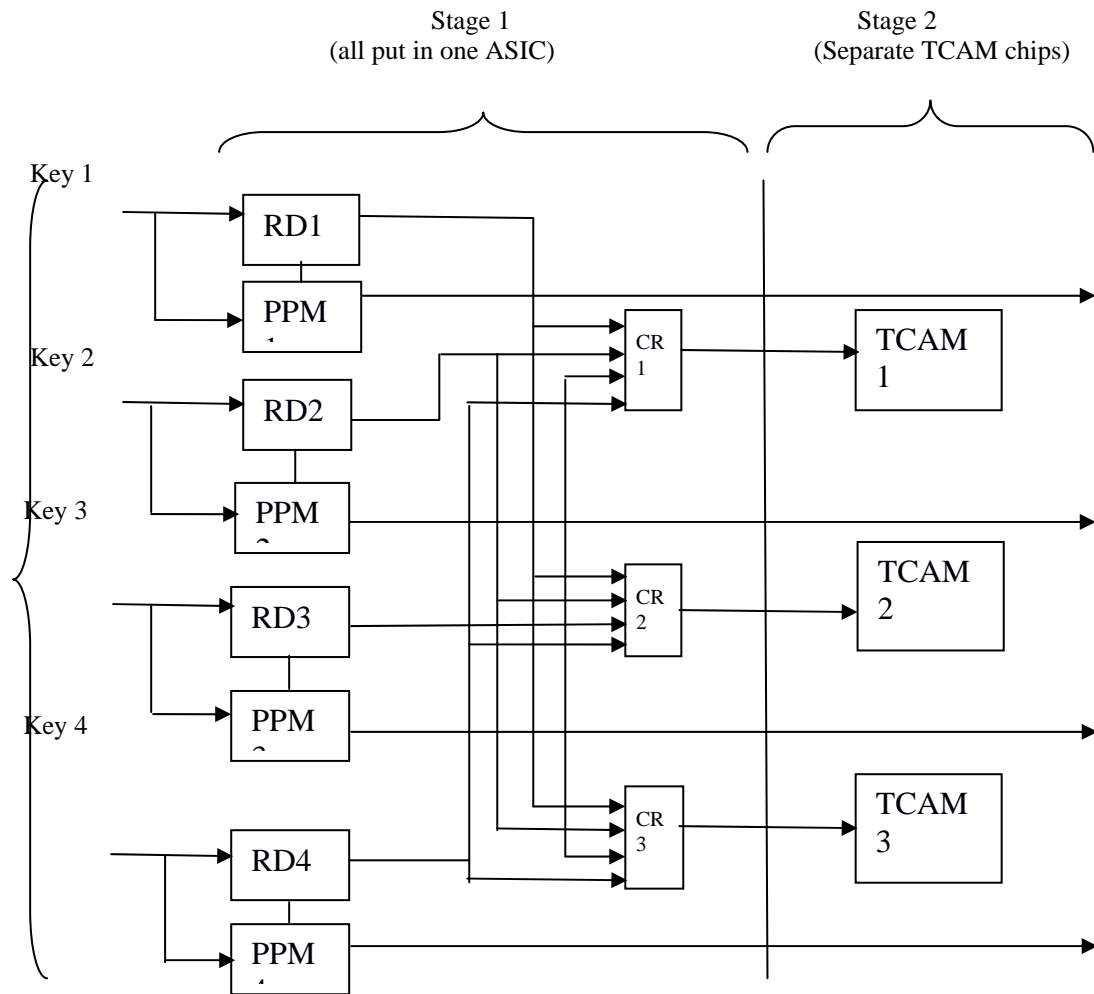 Stage 1
(all put in one ASIC)
Stage 2
(Separate TCAM chips)
Key 1
RD1
PPM
Key 2
CR
1
TCAM
1
RD2
Key 3
PPM
TCAM
2
CR
2
RD3
Key 4
PPM
CR
3
TCAM
3
RD4
PPM